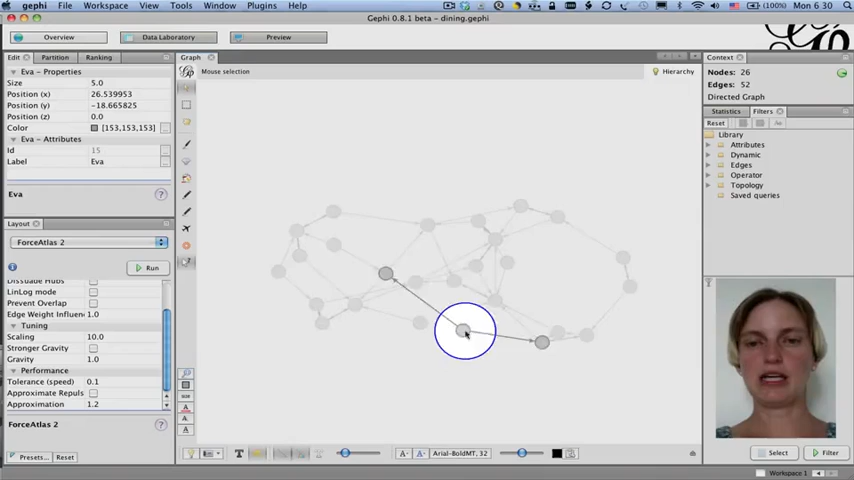 gephi File Workspace View Tools Window Plugins Help (100%) Mon 6 30
Gephi 0.8.1 beta - dining.gephi
Overview Data Laboratory Preview
Edit Partition Ranking
Eva - Properties
Size 5.0
Position (x) 26.539953
Position (y) -18.665825
Position (z) 0.0
Color [153,153,153]
Eva - Attributes
Id 15
Label Eva
Eva
Layout
ForceAtlas 2
Run
Dissuade Hubs
LinLog mode
Prevent Overlap
Edge Weight Influenc 1.0
Tuning
Scaling 10.0
Stronger Gravity
Gravity 1.0
Performance
Tolerance (speed) 0.1
Approximate Repuls
Approximation 1.2
ForceAtlas 2
Presets... Reset
Graph
Mouse selection
Hierarchy
T A- A- Arial-BoldMT, 32
Context
Nodes: 26
Edges: 52
Directed Graph
Statistics Filters
Reset
Library
Attributes
Dynamic
Edges
Operator
Topology
Saved queries
Select Filter
Workspace 1